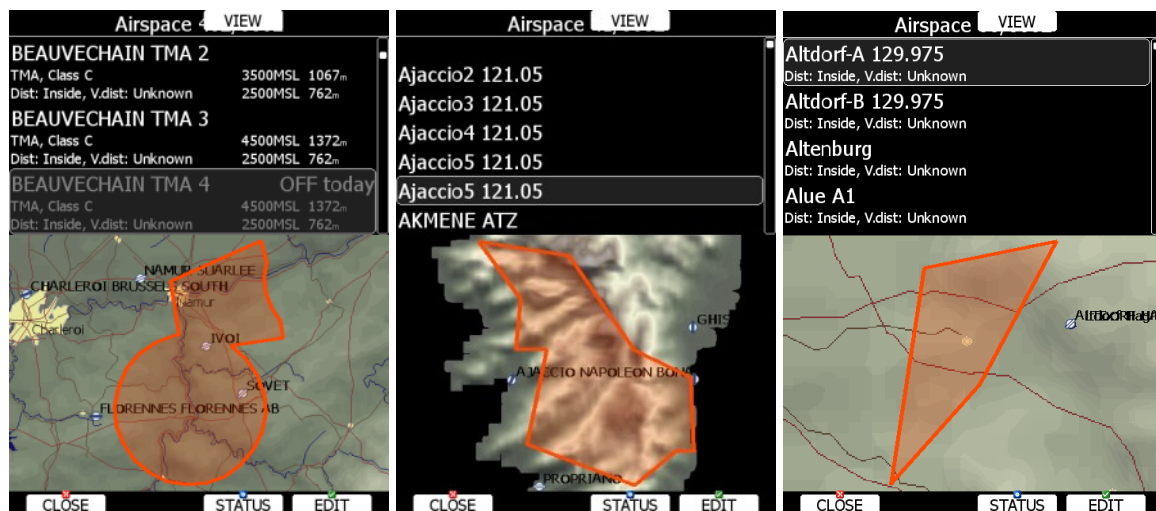 Airspace
VIEW
BEAUVECHAIN TMA 2
TMA, Class C 3500MSL 1067m
Dist: Inside, V.dist: Unknown 2500MSL 762m
BEAUVECHAIN TMA 3
TMA, Class C 4500MSL 1372m
Dist: Inside, V.dist: Unknown 2500MSL 762m
BEAUVECHAIN TMA 4 OFF today
TMA, Class C 4500MSL 1372m
Dist: Inside, V.dist: Unknown 2500MSL 762m
NAMUR SUARLEE
CHARLEROI BRUSSELS SOUTH
Namur
Charleroi
IVOI
SOVET
FLORENNES FLORENNES AB
CLOSE STATUS EDIT
Airspace
VIEW
Ajaccio2 121.05
Ajaccio3 121.05
Ajaccio4 121.05
Ajaccio5 121.05
Ajaccio5 121.05
AKMENE ATZ
GHIS
AJACCIO NAPOLEON BONA
PROPRIANO
CLOSE STATUS EDIT
Airspace
VIEW
Altdorf-A 129.975
Dist: Inside, V.dist: Unknown
Altdorf-B 129.975
Dist: Inside, V.dist: Unknown
Altenburg
Dist: Inside, V.dist: Unknown
Alue A1
Dist: Inside, V.dist: Unknown
CLOSE STATUS EDIT